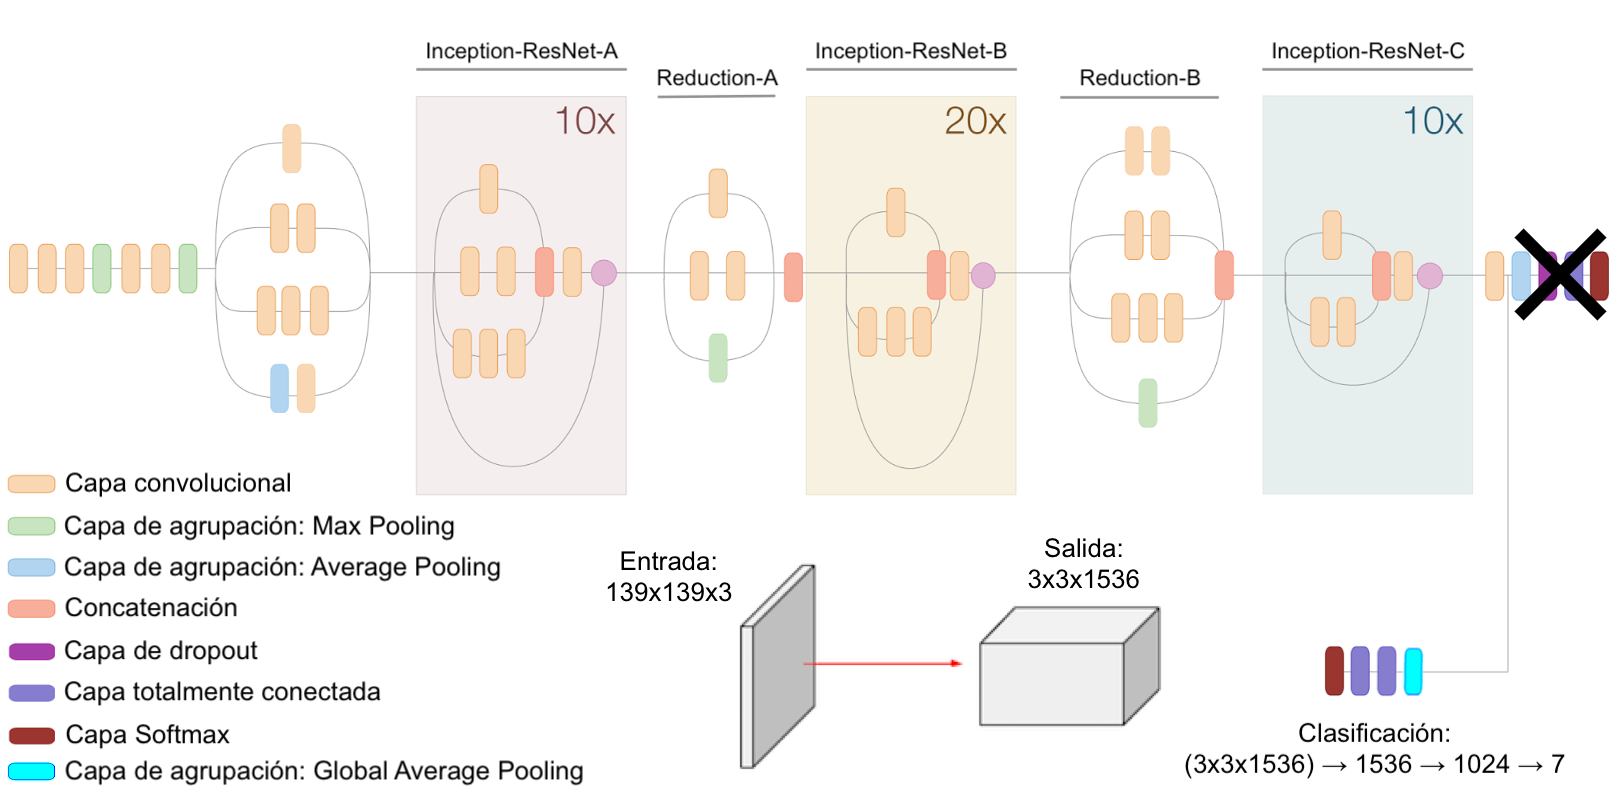 Inception-ResNet-A
Reduction-A
Inception-ResNet-B
Reduction-B
Inception-ResNet-C
10x
20x
10x
Capa convolucional
Capa de agrupación: Max Pooling
Capa de agrupación: Average Pooling
Concatenación
Capa de dropout
Capa totalmente conectada
Capa Softmax
Capa de agrupación: Global Average Pooling
Entrada:
139x139x3
Salida:
3x3x1536
Clasificación:
(3x3x1536) → 1536 → 1024 → 7